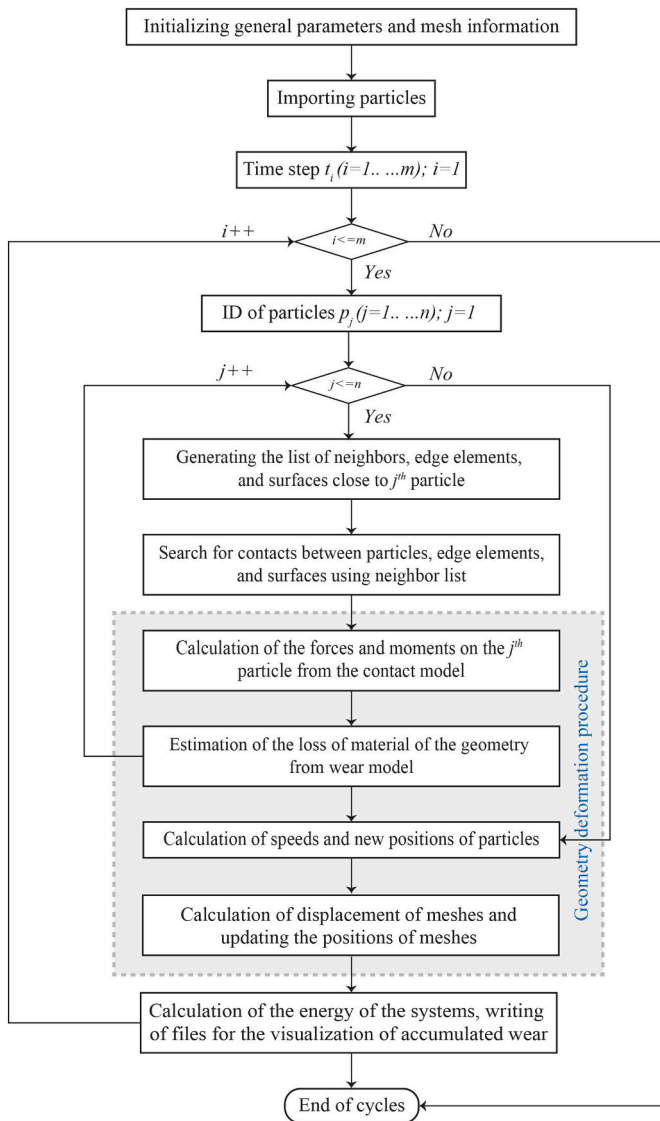 Initializing general parameters and mesh information
Importing particles
Time step t_i (i=1.. ...m); i=1
i++
i<=m
No
Yes
ID of particles p_j (j=1.. ...n); j=1
j++
j<=n
No
Yes
Generating the list of neighbors, edge elements,
and surfaces close to j^th particle
Search for contacts between particles, edge elements,
and surfaces using neighbor list
Calculation of the forces and moments on the j^th
particle from the contact model
Estimation of the loss of material of the geometry
from wear model
Calculation of speeds and new positions of particles
Calculation of displacement of meshes and
updating the positions of meshes
Geometry deformation procedure
Calculation of the energy of the systems, writing
of files for the visualization of accumulated wear
End of cycles